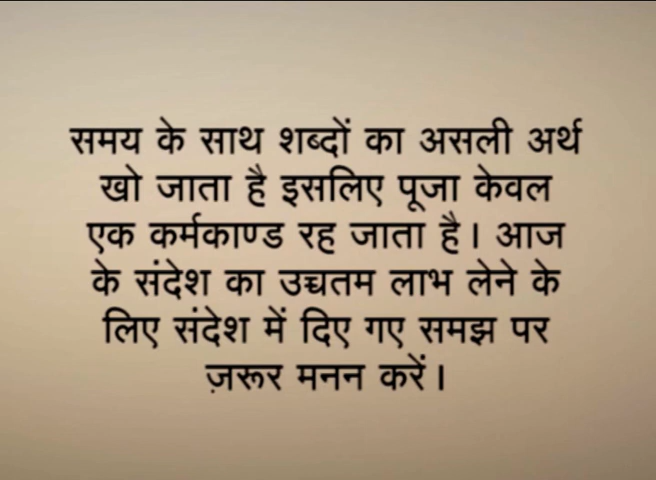 समय के साथ शब्दों का असली अर्थ
खो जाता है इसलिए पूजा केवल
एक कर्मकाण्ड रह जाता है। आज
के संदेश का उच्चतम लाभ लेने के
लिए संदेश में दिए गए समझ पर
ज़रूर मनन करें।